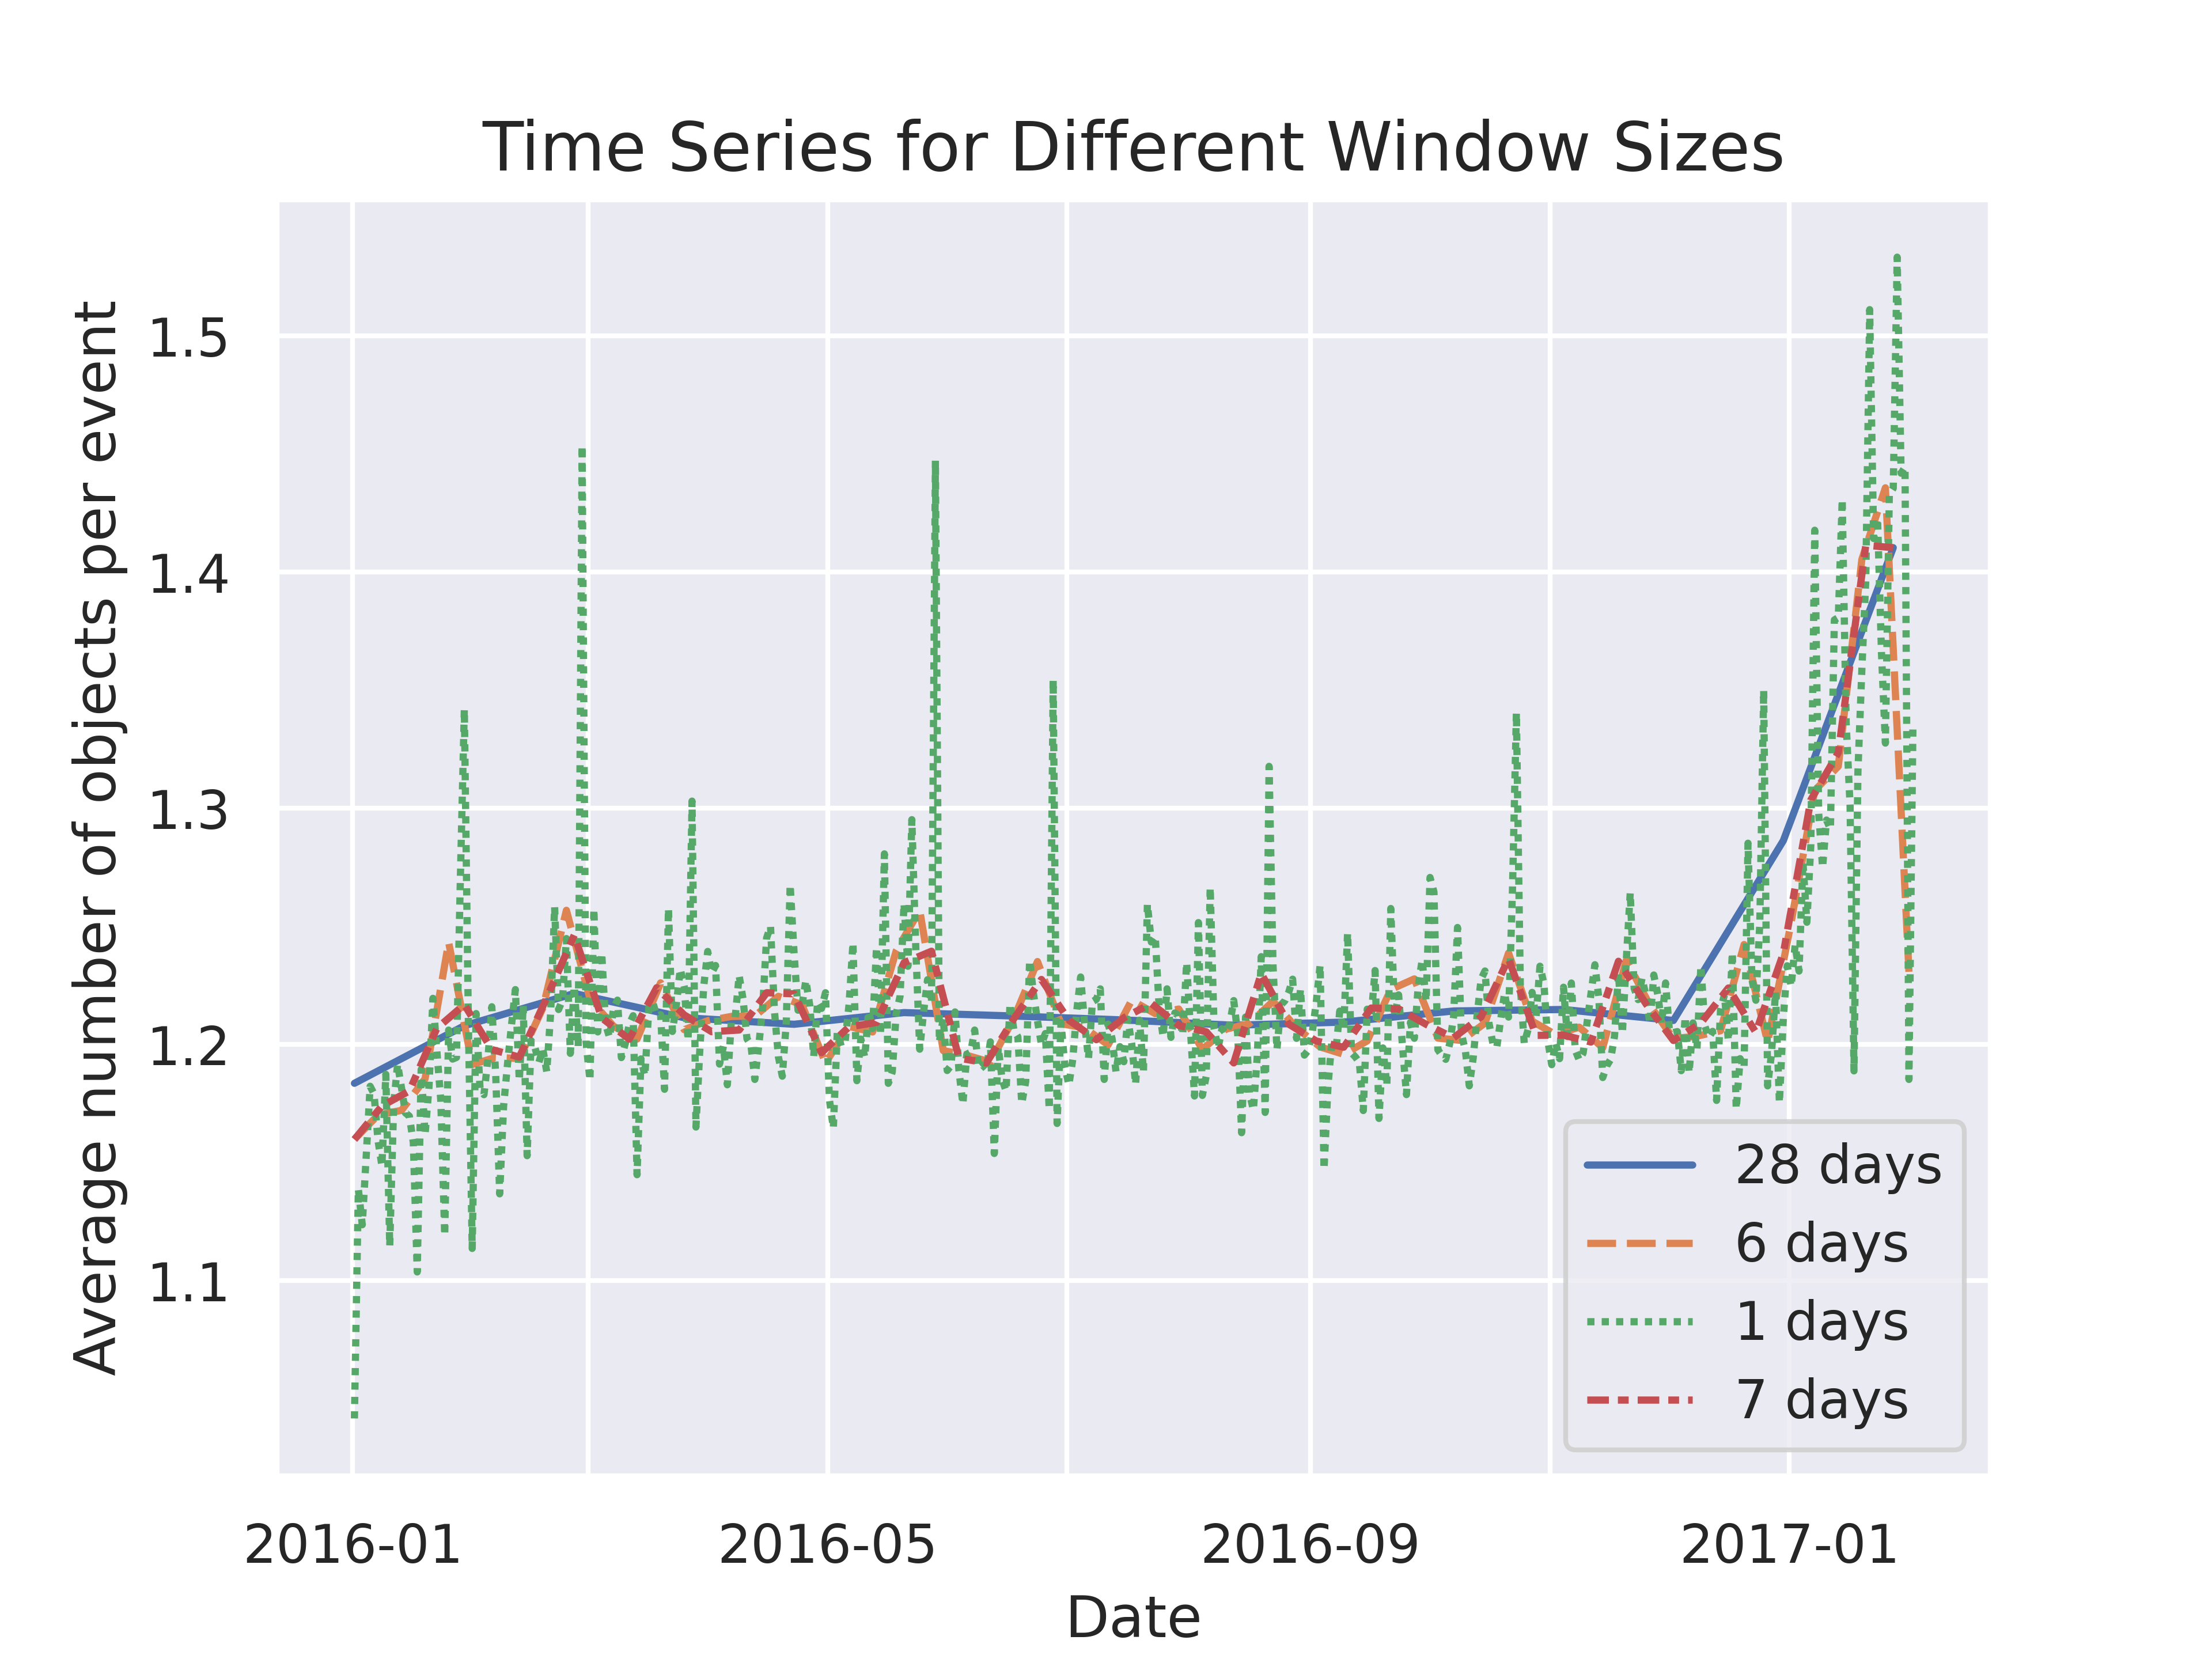 Time Series for Different Window Sizes
Average number of objects per event
1.5
1.4
1.3
1.2
1.1
28 days
6 days
1 days
7 days
2016-01 2016-05 2016-09 2017-01
Date